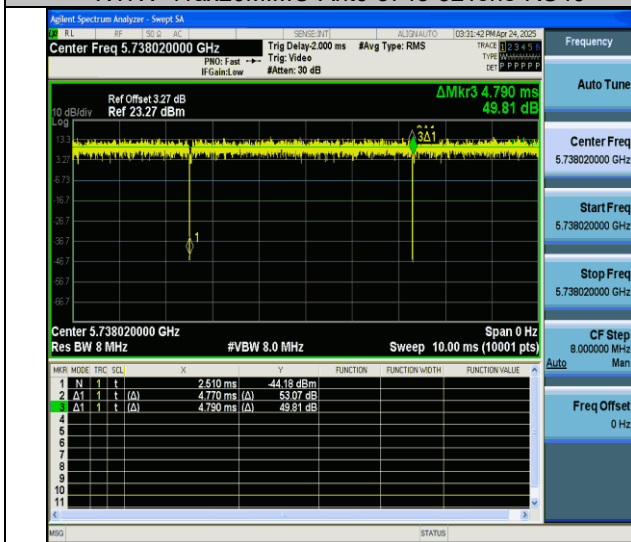 Agilent Spectrum Analyzer - Swept SA
RL RF 50 Ω AC SENSE:INT ALIGNAUTO 03:31:42 PM Apr 24, 2025
Center Freq 5.738020000 GHz Trig Delay-2.000 ms #Avg Type: RMS TRACE 1 2 3 4 5 6
PNO: Fast Trig: Video TYPE
IFGain:Low #Atten: 30 dB DET P P P P P P
Frequency
Auto Tune
ΔMkr3 4.790 ms
49.81 dB
Ref Offset 3.27 dB
10 dB/div Ref 23.27 dBm
Log
13.3
3.27
-6.73
-16.7
-26.7
-36.7
-46.7
-56.7
-66.7
3Δ1
1
Center 5.738020000 GHz Span 0 Hz
Res BW 8 MHz #VBW 8.0 MHz Sweep 10.00 ms (10001 pts)
MKR MODE TRC SCL X Y FUNCTION FUNCTION WIDTH FUNCTION VALUE
1 N 1 t 2.510 ms -44.18 dBm
2 Δ1 1 t (Δ) 4.770 ms (Δ) 53.07 dB
3 Δ1 1 t (Δ) 4.790 ms (Δ) 49.81 dB
4
5
6
7
8
9
10
11
MSG STATUS
Center Freq
5.738020000 GHz
Start Freq
5.738020000 GHz
Stop Freq
5.738020000 GHz
CF Step
8.000000 MHz
Auto Man
Freq Offset
0 Hz